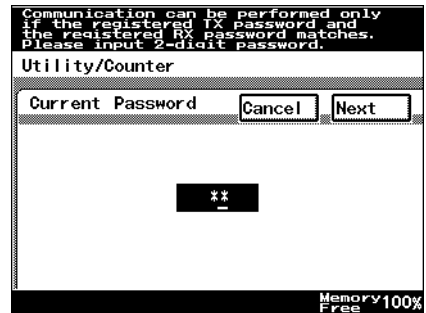 Communication can be performed only
if the registered TX password and
the registered RX password matches.
Please input 2-digit password.
Utility/Counter
Current Password
Cancel
Next
**
Memory 100%
Free